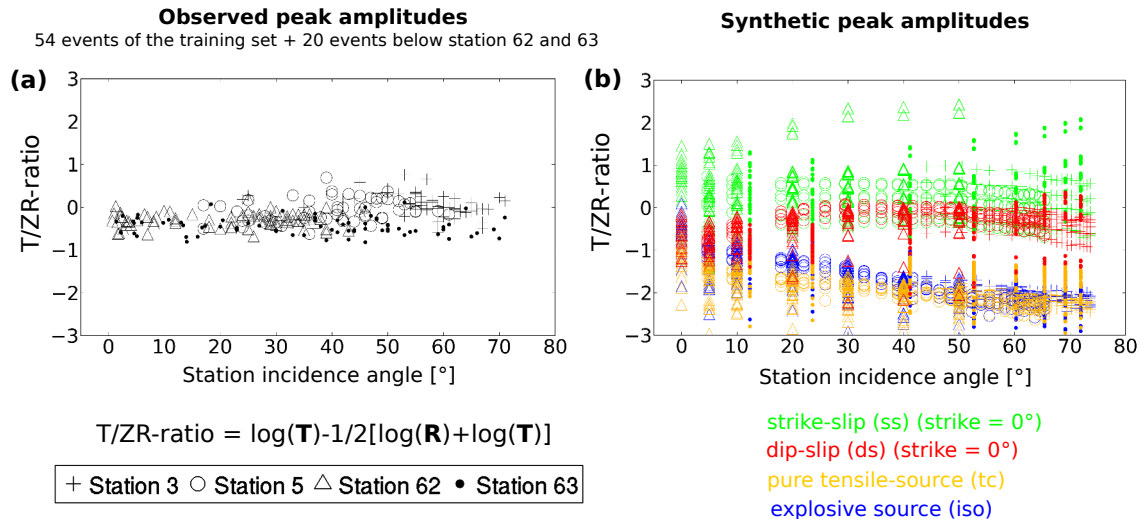 Observed peak amplitudes
54 events of the training set + 20 events below station 62 and 63
(a)
3
2
1
0
−1
−2
−3
T/ZR-ratio
0 10 20 30 40 50 60 70 80
Station incidence angle [°]
T/ZR-ratio = log(T)-1/2[log(R)+log(T)]
Station 3 Station 5 Station 62 Station 63
Synthetic peak amplitudes
(b)
3
2
1
0
−1
−2
−3
T/ZR-ratio
0 10 20 30 40 50 60 70 80
Station incidence angle [°]
strike-slip (ss) (strike = 0°)
dip-slip (ds) (strike = 0°)
pure tensile-source (tc)
explosive source (iso)